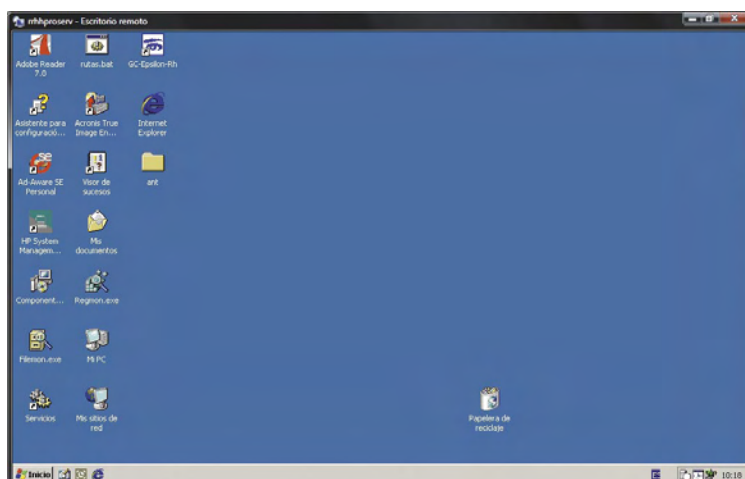 rrhhproserv - Escritorio remoto
Adobe Reader
7.0
rutas.bat
GC-Epsilon-Rh
Asistente para
configuració...
Acronis True
Image En...
Internet
Explorer
Ad-Aware SE
Personal
Visor de
sucesos
ant
HP System
Managem...
Mis
documentos
Component...
Regmon.exe
Filemon.exe
Mi PC
Servicios
Mis sitios de
red
Papelera de
reciclaje
Inicio
10:18